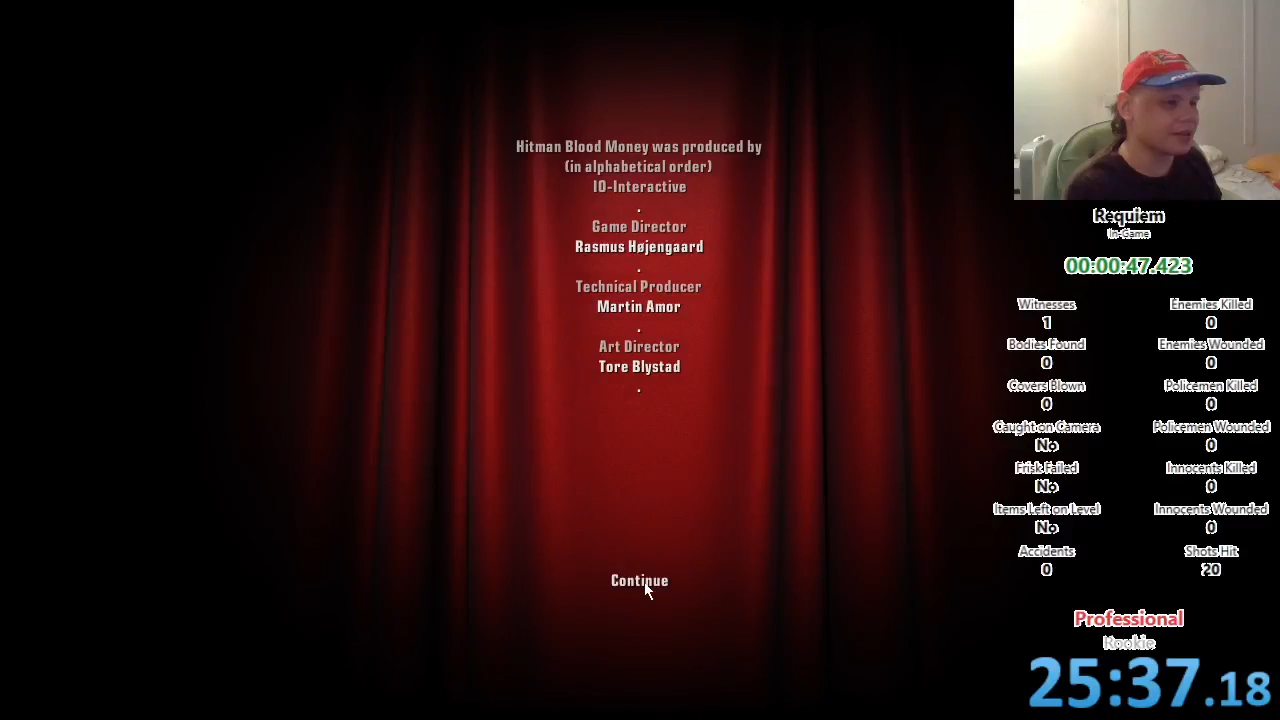 Hitman Blood Money was produced by
(in alphabetical order)
IO-Interactive
.
Game Director
Rasmus Højengaard
.
Technical Producer
Martin Amor
.
Art Director
Tore Blystad
.
Continue
Requiem
In-Game
00:00:47.423
Witnesses
1
Enemies Killed
0
Bodies Found
0
Enemies Wounded
0
Covers Blown
0
Policemen Killed
0
Caught on Camera
No
Policemen Wounded
0
Frisk Failed
No
Innocents Killed
0
Items Left on Level
No
Innocents Wounded
0
Accidents
0
Shots Hit
20
Professional
Rookie
25:37.18